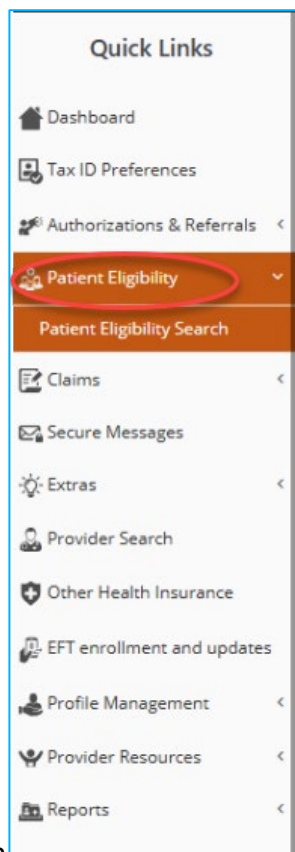 Quick Links
Dashboard
Tax ID Preferences
Authorizations & Referrals
Patient Eligibility
Patient Eligibility Search
Claims
Secure Messages
Extras
Provider Search
Other Health Insurance
EFT enrollment and updates
Profile Management
Provider Resources
Reports